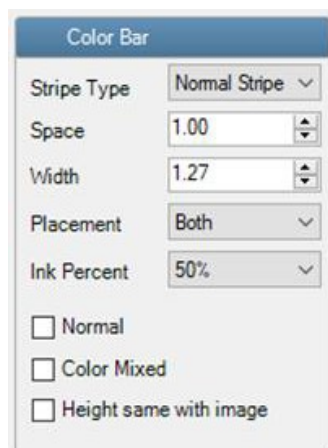 Color Bar
Stripe Type Normal Stripe
Space 1.00
Width 1.27
Placement Both
Ink Percent 50%
Normal
Color Mixed
Height same with image